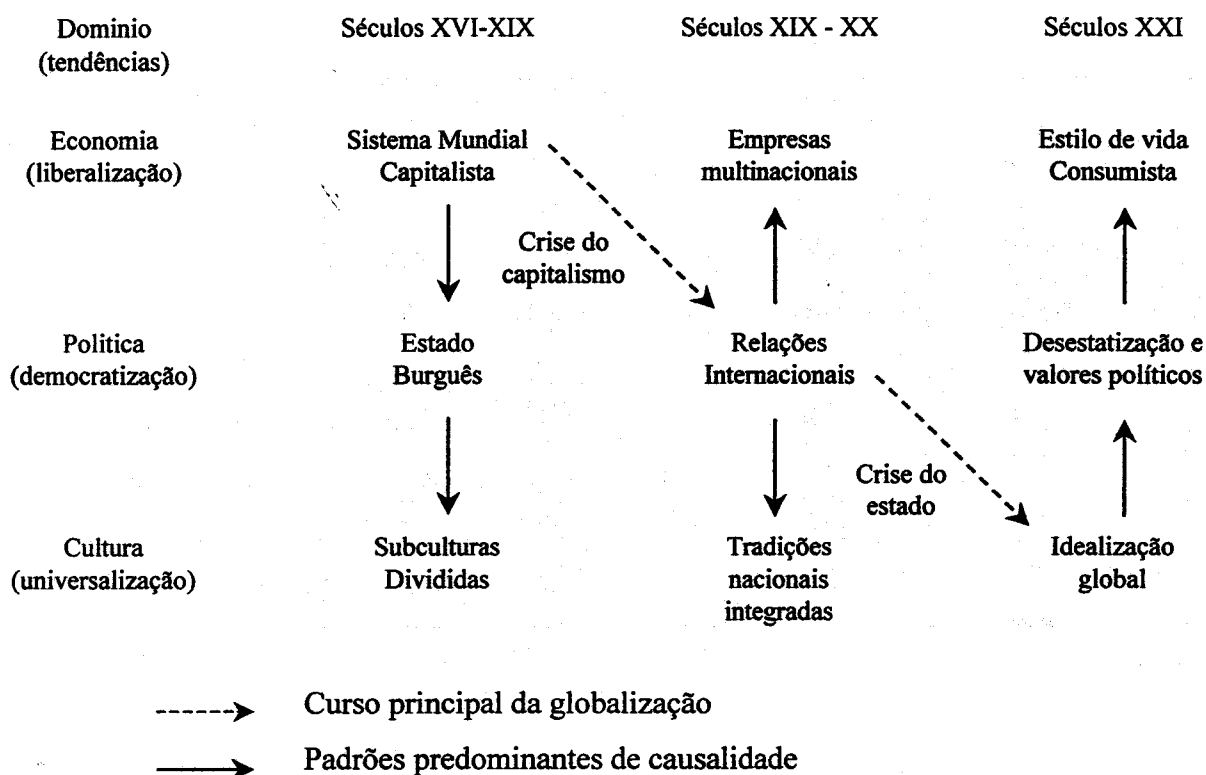 Dominio
(tendências)
Séculos XVI-XIX
Séculos XIX - XX
Séculos XXI
Economia
(liberalização)
Sistema Mundial
Capitalista
Empresas
multinacionais
Estilo de vida
Consumista
Crise do
capitalismo
Politica
(democratização)
Estado
Burguês
Relações
Internacionais
Desestatização e
valores políticos
Crise do
estado
Cultura
(universalização)
Subculturas
Divididas
Tradições
nacionais
integradas
Idealização
global
Curso principal da globalização
Padrões predominantes de causalidade